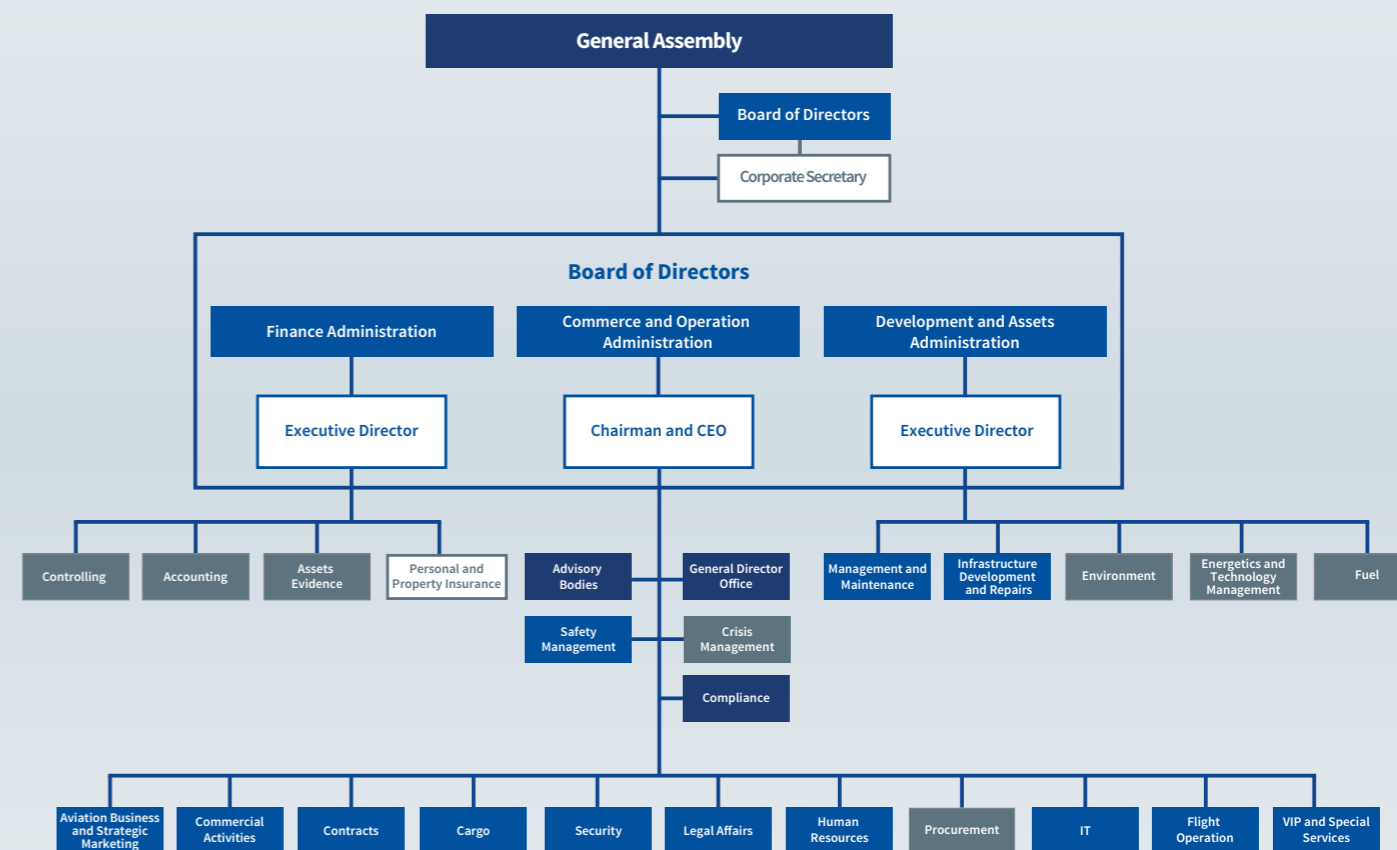 General Assembly
Board of Directors
Corporate Secretary
Board of Directors
Finance Administration
Commerce and Operation
Administration
Development and Assets
Administration
Executive Director
Chairman and CEO
Executive Director
Controlling
Accounting
Assets
Evidence
Personal and
Property Insurance
Advisory
Bodies
General Director
Office
Management and
Maintenance
Infrastructure
Development
and Repairs
Environment
Energetics and
Technology
Management
Fuel
Safety
Management
Crisis
Management
Compliance
Aviation Business
and Strategic
Marketing
Commercial
Activities
Contracts
Cargo
Security
Legal Affairs
Human
Resources
Procurement
IT
Flight
Operation
VIP and Special
Services